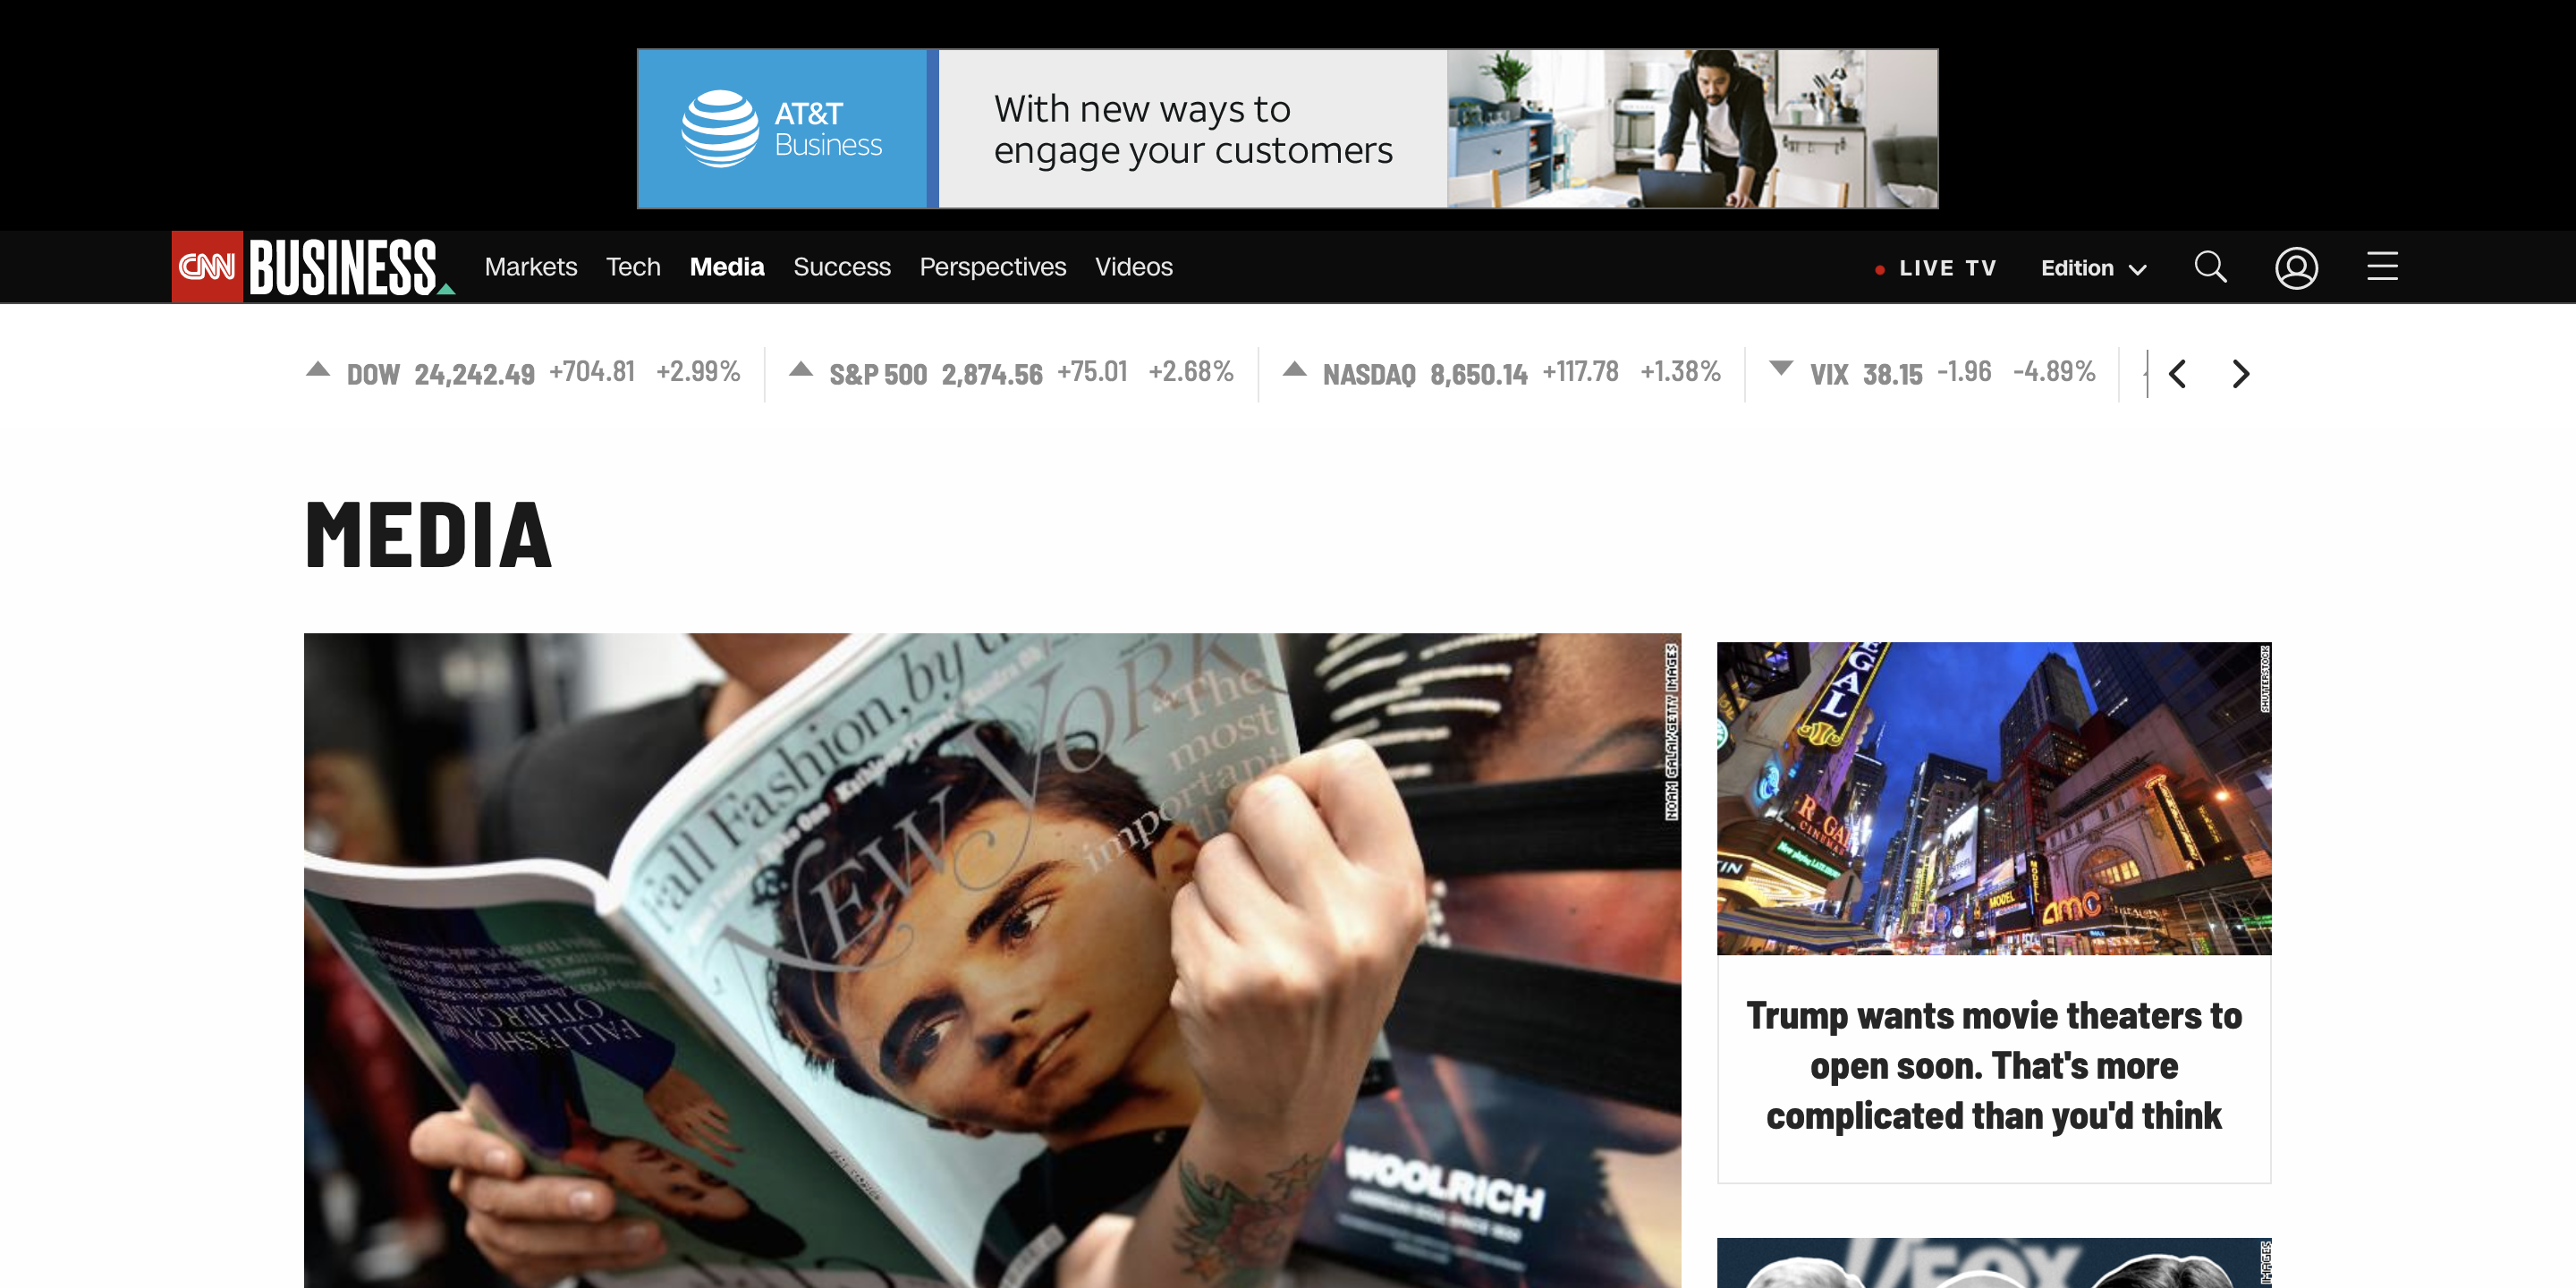 AT&T
Business
With new ways to
engage your customers
CNN BUSINESS Markets Tech Media Success Perspectives Videos LIVE TV Edition
DOW 24,242.49 +704.81 +2.99% S&P 500 2,874.56 +75.01 +2.68% NASDAQ 8,650.14 +117.78 +1.38% VIX 38.15 -1.96 -4.89%
MEDIA
Fall Fashion, by
NEW YORK
"The
most
important
NOAM GALAI/GETTY IMAGES
FALL FASHION
OTHER
WOOLRICH
SHUTTERSTOCK
GAL
CINEMAS
MODEL
AMC
Trump wants movie theaters to
open soon. That's more
complicated than you'd think
FOX
IMAGES